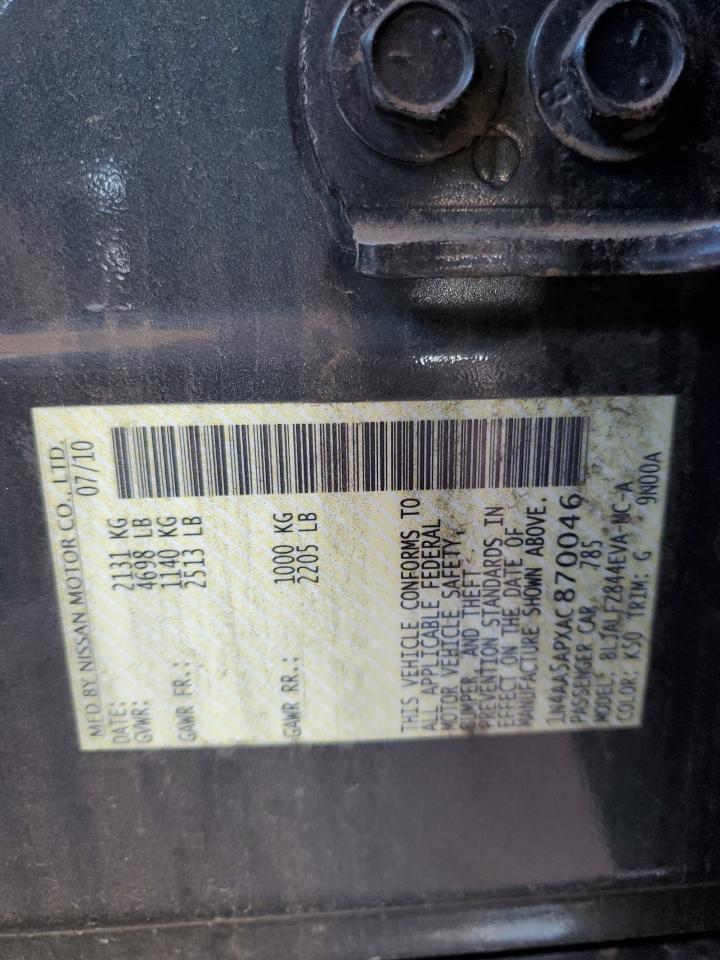 MFD BY NISSAN MOTOR CO., LTD.
DATE: 07/10
GVWR: 2131 KG
4698 LB
GAWR FR.: 1140 KG
2513 LB
GAWR RR.: 1000 KG
2205 LB
THIS VEHICLE CONFORMS TO
ALL APPLICABLE FEDERAL
MOTOR VEHICLE SAFETY,
BUMPER, AND THEFT
PREVENTION STANDARDS IN
EFFECT ON THE DATE OF
MANUFACTURE SHOWN ABOVE.
1N4AA5APXAC870046
PASSENGER CAR 785
MODEL: BLJALF2844EVA-MC-A
COLOR: K50 TRIM: G 9N00A